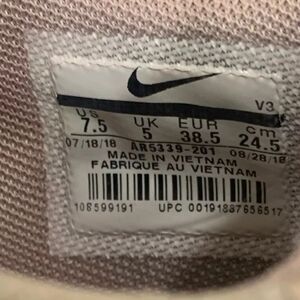 V3
US UK EUR cm
7.5 5 38.5 24.5
07/18/18 AR5339-201 08/28/18
MADE IN VIETNAM
FABRIQUE AU VIETNAM
108599191 UPC 00191887656517